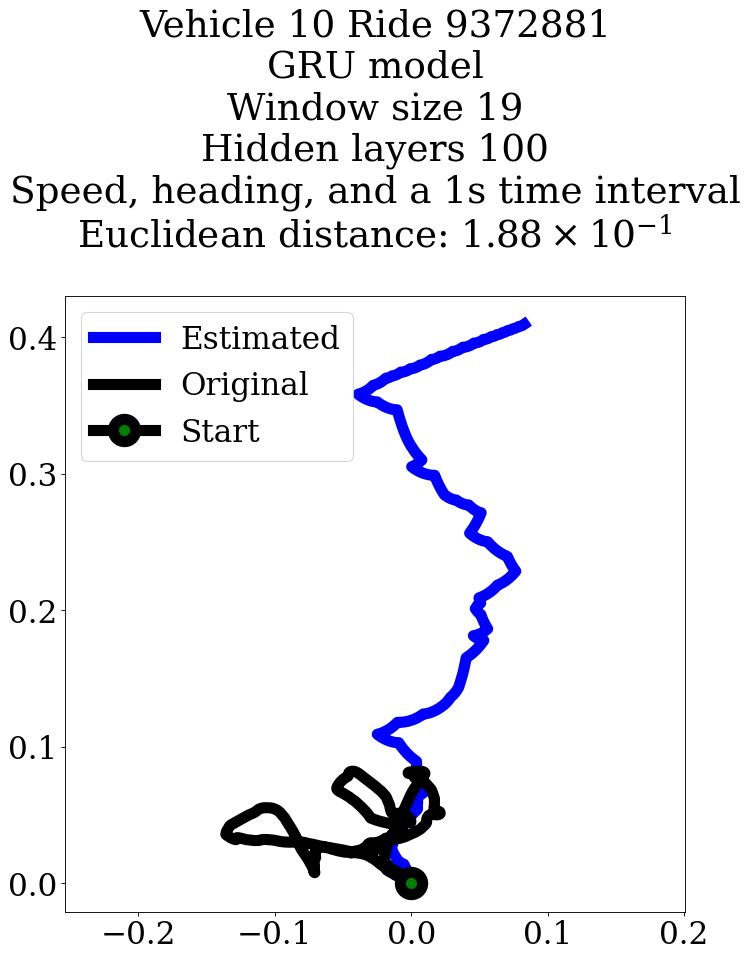 Vehicle 10 Ride 9372881
GRU model
Window size 19
Hidden layers 100
Speed, heading, and a 1s time interval
Euclidean distance: 1.88 × 10⁻¹
Estimated
Original
Start
0.4
0.3
0.2
0.1
0.0
−0.2
−0.1
0.0
0.1
0.2